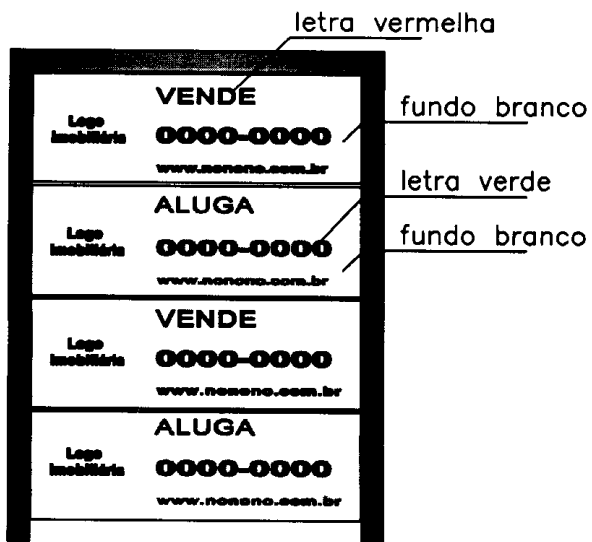 letra vermelha
VENDE
Logo
imobiliária
0000-0000
www.nonono.com.br
fundo branco
letra verde
ALUGA
Logo
imobiliária
0000-0000
www.nonono.com.br
fundo branco
VENDE
Logo
imobiliária
0000-0000
www.nonono.com.br
ALUGA
Logo
imobiliária
0000-0000
www.nonono.com.br